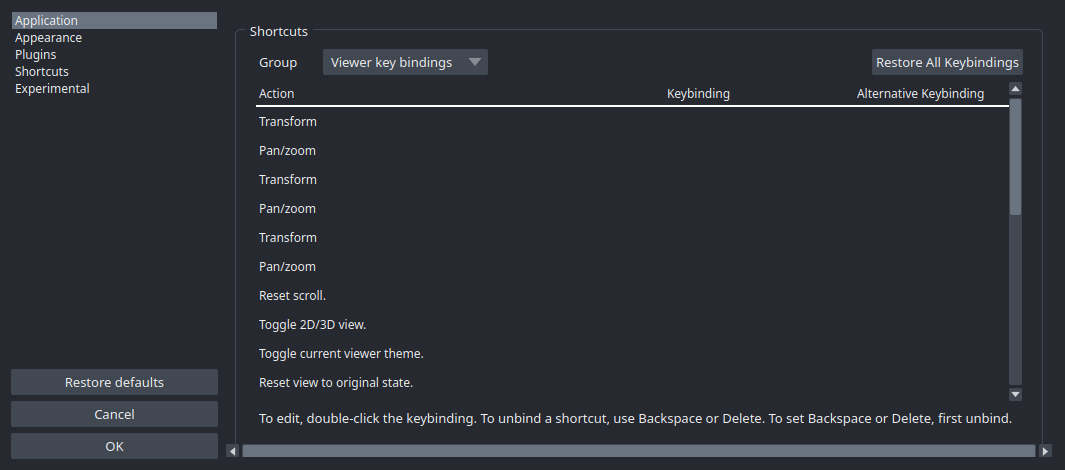 Application
Appearance
Plugins
Shortcuts
Experimental
Restore defaults
Cancel
OK
Shortcuts
Group Viewer key bindings Restore All Keybindings
Action Keybinding Alternative Keybinding
Transform
Pan/zoom
Transform
Pan/zoom
Transform
Pan/zoom
Reset scroll.
Toggle 2D/3D view.
Toggle current viewer theme.
Reset view to original state.
To edit, double-click the keybinding. To unbind a shortcut, use Backspace or Delete. To set Backspace or Delete, first unbind.